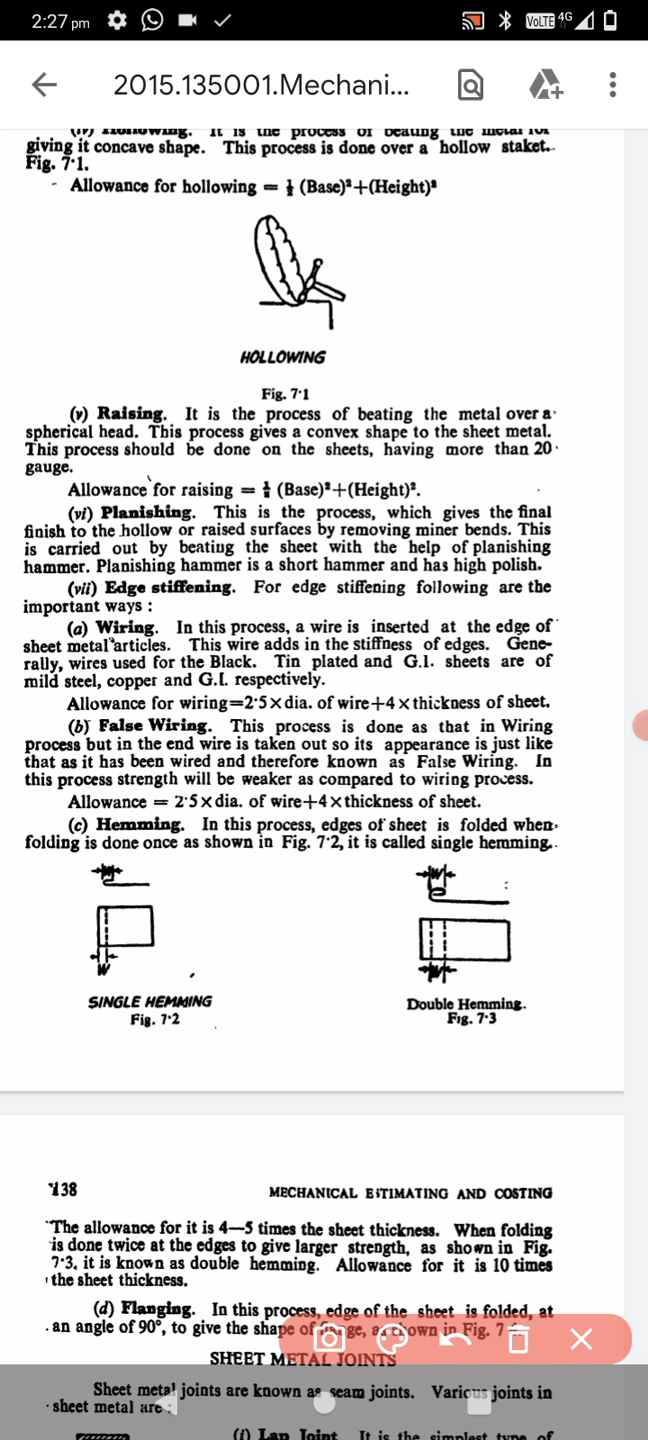 2:27 pm
VoLTE 4G
2015.135001.Mechani...
(iv) Hollowing. It is the process of beating the metal for
giving it concave shape. This process is done over a hollow staket.
Fig. 7·1.
Allowance for hollowing = ½ (Base)²+(Height)²
HOLLOWING
Fig. 7·1
(v) Raising. It is the process of beating the metal over a
spherical head. This process gives a convex shape to the sheet metal.
This process should be done on the sheets, having more than 20
gauge.
Allowance for raising = ½ (Base)²+(Height)².
(vi) Planishing. This is the process, which gives the final
finish to the hollow or raised surfaces by removing miner bends. This
is carried out by beating the sheet with the help of planishing
hammer. Planishing hammer is a short hammer and has high polish.
(vii) Edge stiffening. For edge stiffening following are the
important ways :
(a) Wiring. In this process, a wire is inserted at the edge of
sheet metal articles. This wire adds in the stiffness of edges. Gene-
rally, wires used for the Black. Tin plated and G.I. sheets are of
mild steel, copper and G.I. respectively.
Allowance for wiring=2·5×dia. of wire+4×thickness of sheet.
(b) False Wiring. This process is done as that in Wiring
process but in the end wire is taken out so its appearance is just like
that as it has been wired and therefore known as False Wiring. In
this process strength will be weaker as compared to wiring process.
Allowance = 2·5×dia. of wire+4×thickness of sheet.
(c) Hemming. In this process, edges of sheet is folded when
folding is done once as shown in Fig. 7·2, it is called single hemming.
W W
W W
SINGLE HEMMING Double Hemming.
Fig. 7·2 Fig. 7·3
138 MECHANICAL ESTIMATING AND COSTING
The allowance for it is 4—5 times the sheet thickness. When folding
is done twice at the edges to give larger strength, as shown in Fig.
7·3, it is known as double hemming. Allowance for it is 10 times
the sheet thickness.
(d) Flanging. In this process, edge of the sheet is folded, at
an angle of 90°, to give the shape of flange, as shown in Fig. 7
SHEET METAL JOINTS
Sheet metal joints are known as seam joints. Various joints in
sheet metal are :
(i) Lap Joint. It is the simplest type of